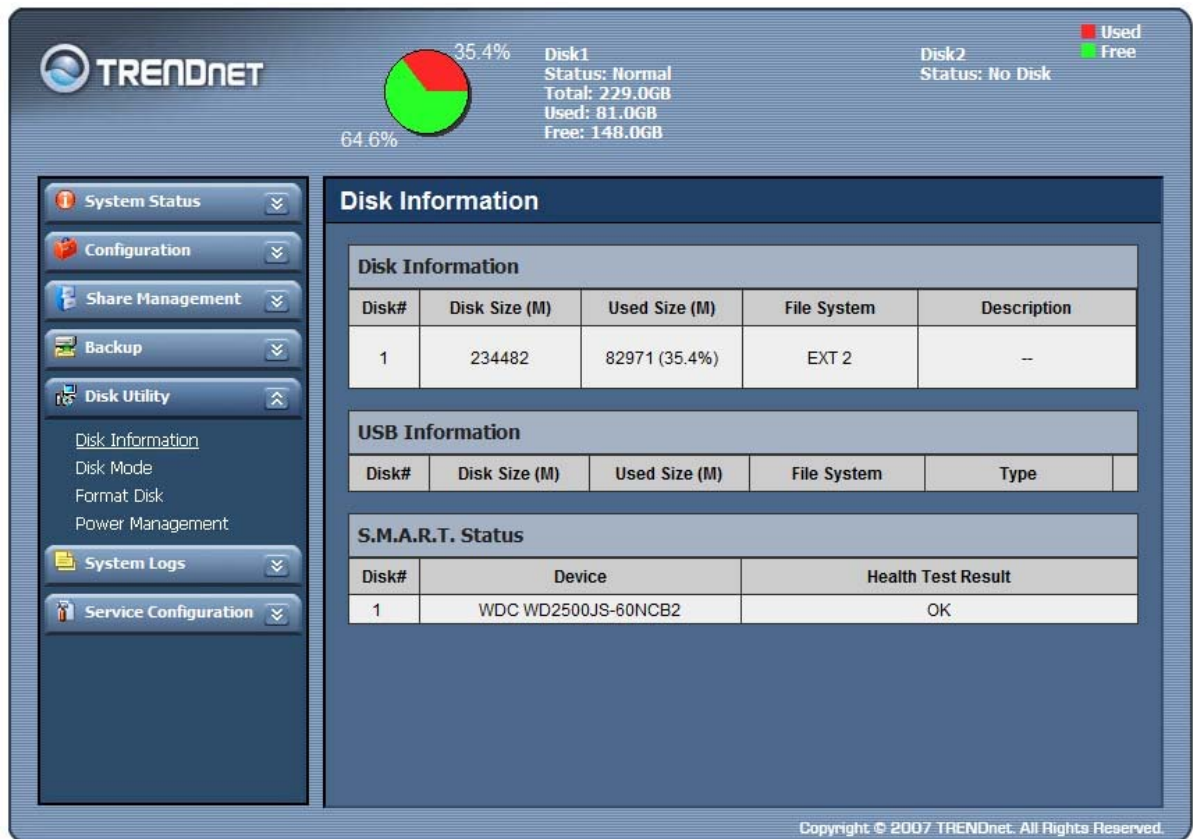 TRENDNET
35.4%
64.6%
Disk1
Status: Normal
Total: 229.0GB
Used: 81.0GB
Free: 148.0GB
Disk2
Status: No Disk
Used
Free
System Status
Configuration
Share Management
Backup
Disk Utility
Disk Information
Disk Mode
Format Disk
Power Management
System Logs
Service Configuration
Disk Information
Disk Information
Disk# Disk Size (M) Used Size (M) File System Description
1 234482 82971 (35.4%) EXT 2 --
USB Information
Disk# Disk Size (M) Used Size (M) File System Type
S.M.A.R.T. Status
Disk# Device Health Test Result
1 WDC WD2500JS-60NCB2 OK
Copyright © 2007 TRENDnet. All Rights Reserved.